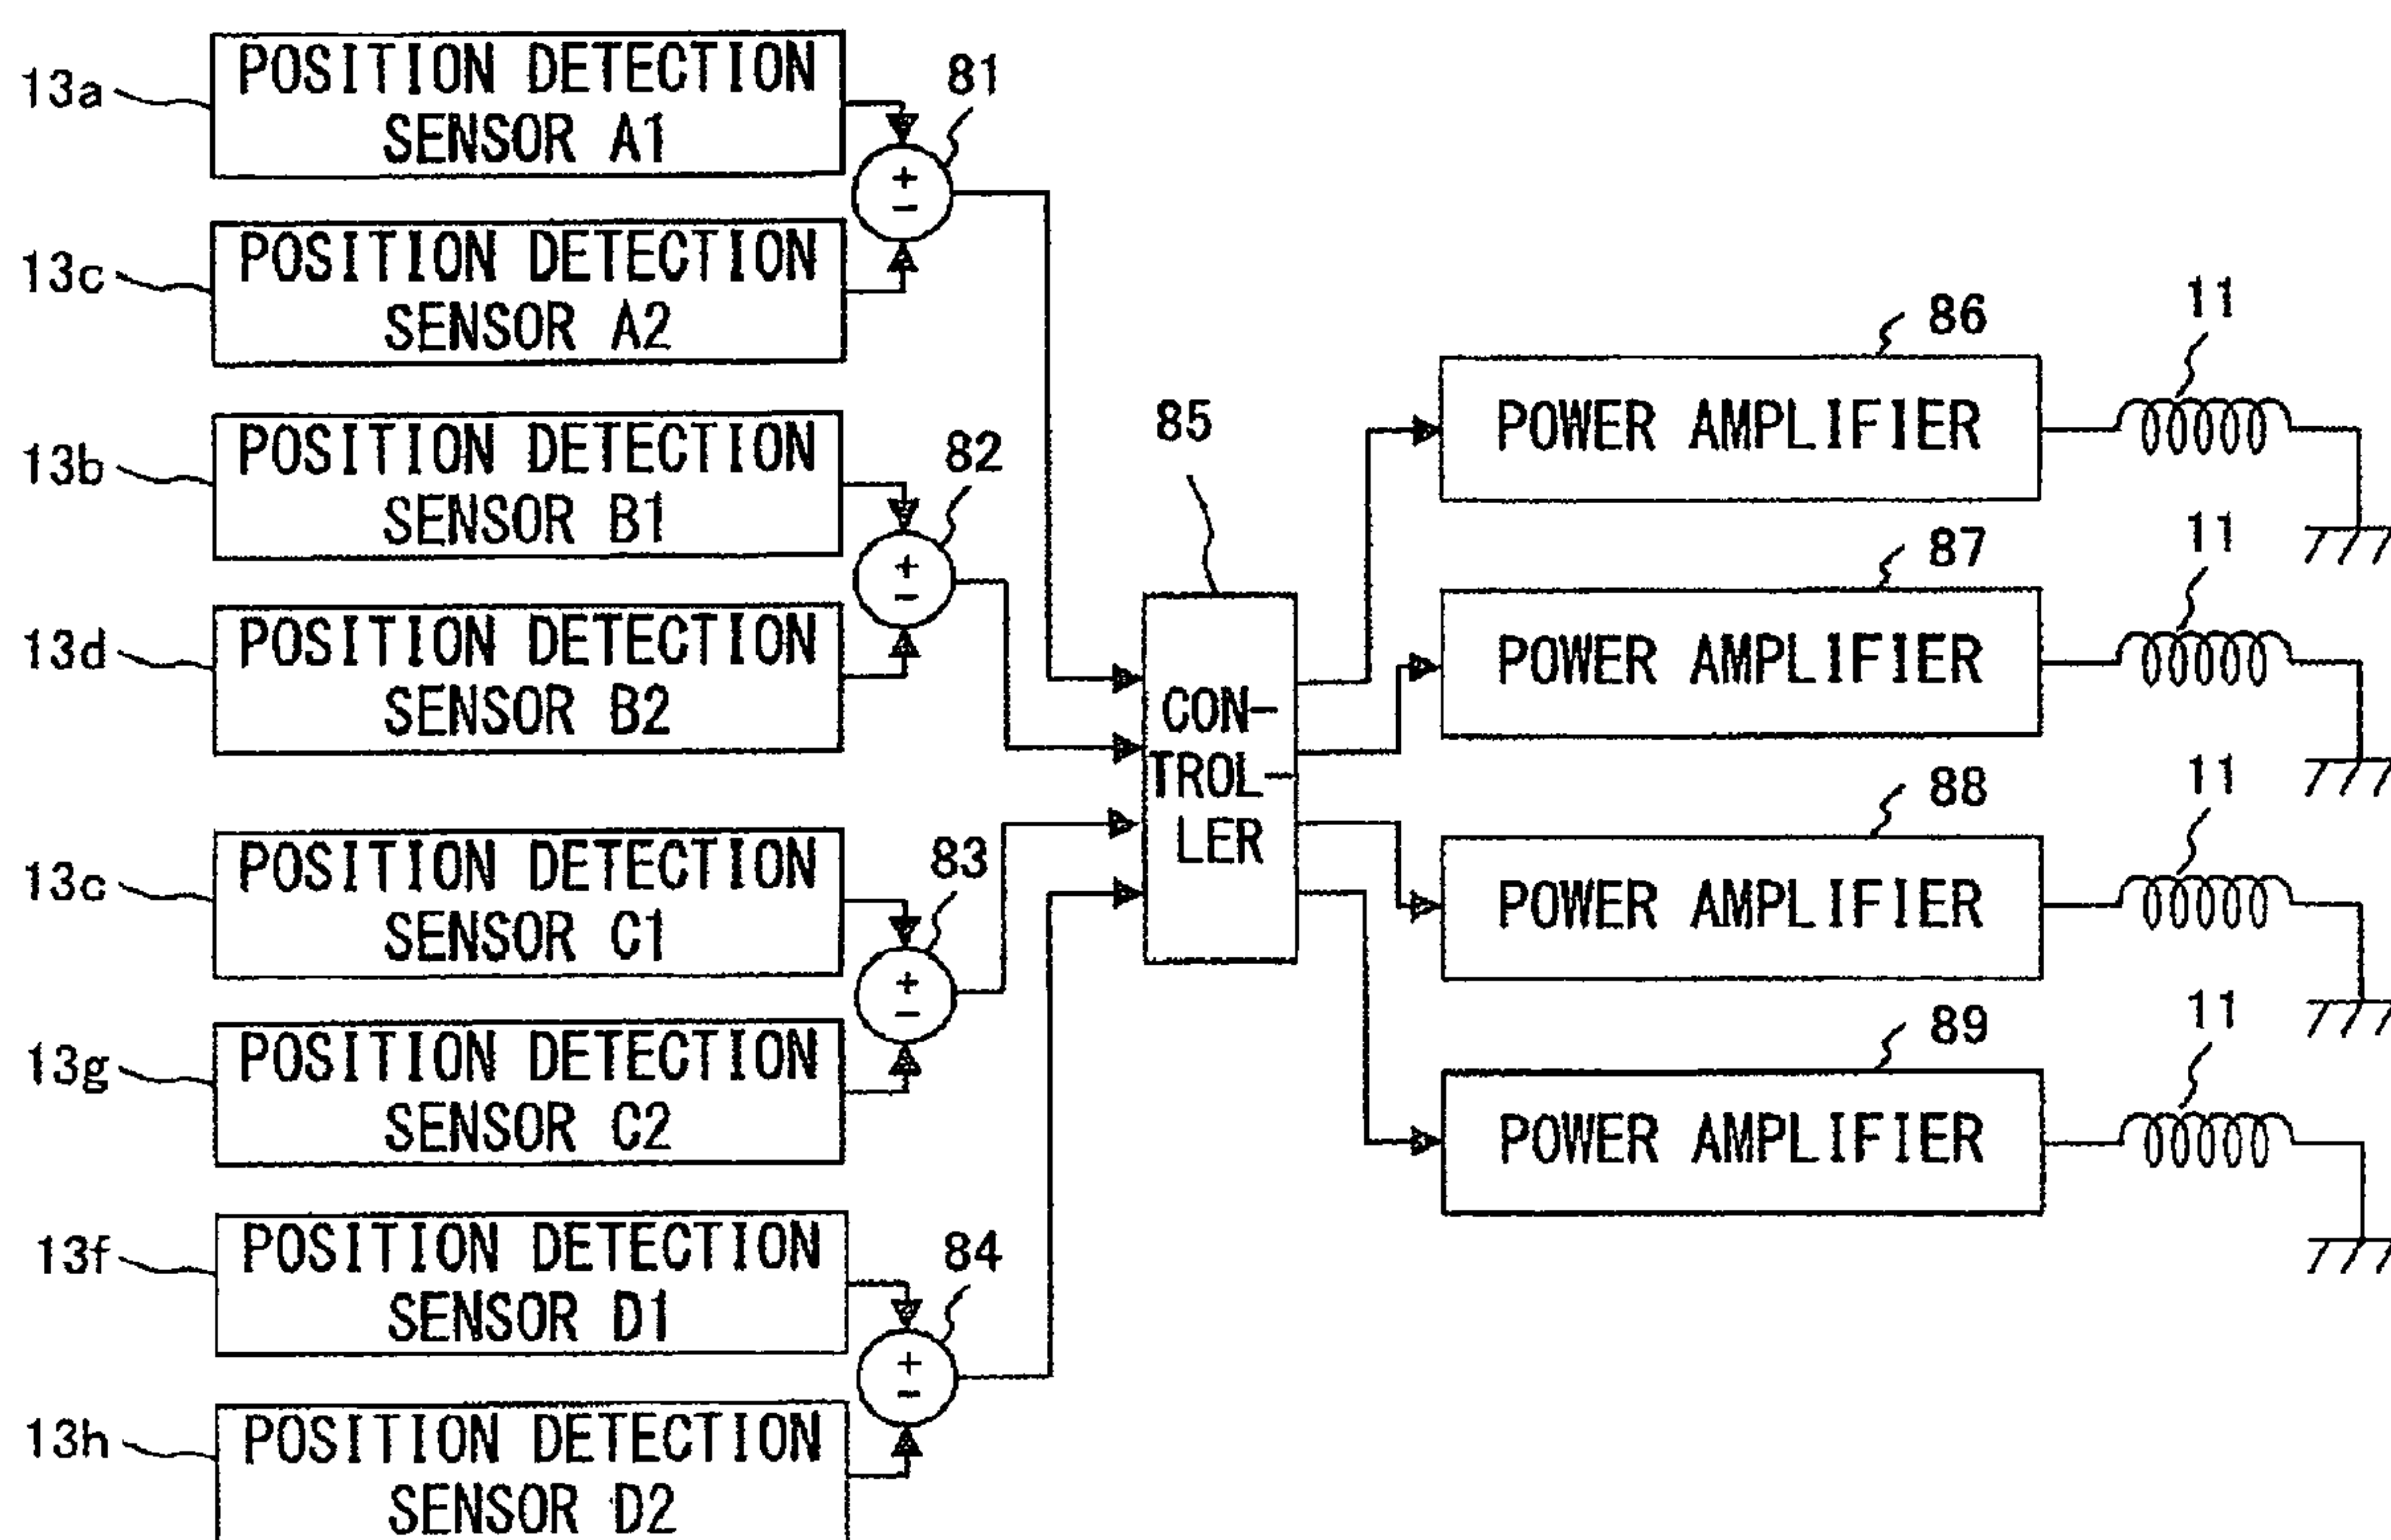 13a
POSITION DETECTION
SENSOR A1
81
+
-
13c
POSITION DETECTION
SENSOR A2
13b
POSITION DETECTION
SENSOR B1
82
+
-
13d
POSITION DETECTION
SENSOR B2
13c
POSITION DETECTION
SENSOR C1
83
+
-
13g
POSITION DETECTION
SENSOR C2
13f
POSITION DETECTION
SENSOR D1
84
+
-
13h
POSITION DETECTION
SENSOR D2
85
CON-
TROL-
LER
86
POWER AMPLIFIER
11
87
POWER AMPLIFIER
11
88
POWER AMPLIFIER
11
89
POWER AMPLIFIER
11